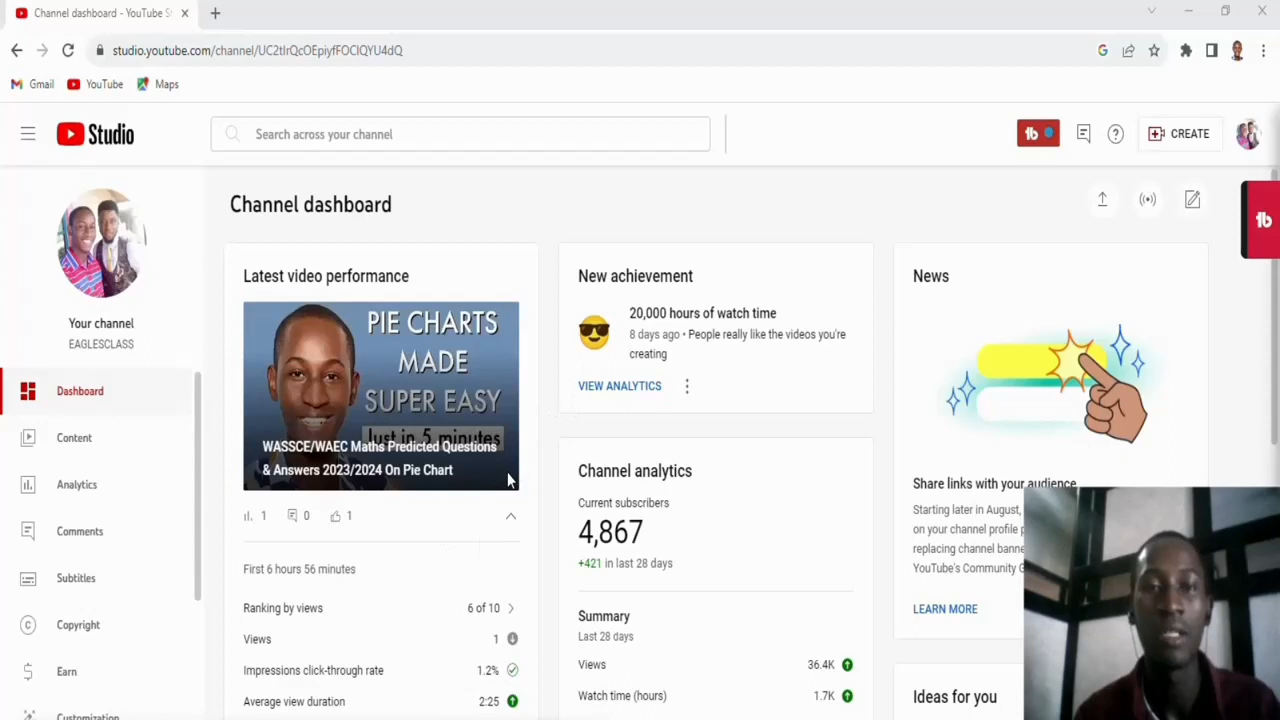 Channel dashboard - YouTube S
studio.youtube.com/channel/UC2tIrQcOEpiyfFOCIQYU4dQ
Gmail
YouTube
Maps
Studio
Search across your channel
CREATE
Channel dashboard
Your channel
EAGLESCLASS
Dashboard
Content
Analytics
Comments
Subtitles
Copyright
Earn
Customization
Latest video performance
PIE CHARTS
MADE
SUPER EASY
Just in 5 minutes
WASSCE/WAEC Maths Predicted Questions
& Answers 2023/2024 On Pie Chart
1
0
1
First 6 hours 56 minutes
Ranking by views
6 of 10
Views
1
Impressions click-through rate
1.2%
Average view duration
2:25
New achievement
20,000 hours of watch time
8 days ago • People really like the videos you're
creating
VIEW ANALYTICS
Channel analytics
Current subscribers
4,867
+421 in last 28 days
Summary
Last 28 days
Views
36.4K
Watch time (hours)
1.7K
News
Share links with your audience
Starting later in August,
on your channel profile p
replacing channel banne
YouTube's Community G
LEARN MORE
Ideas for you